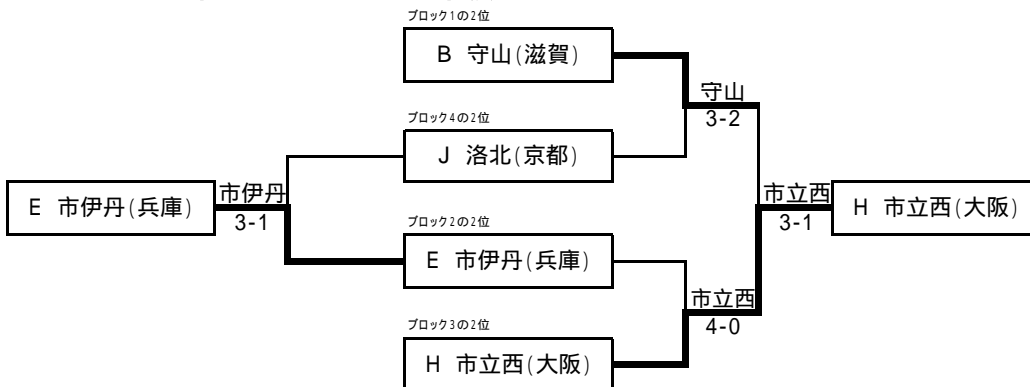 ブロック1の2位
B 守山(滋賀)
守山
3-2
ブロック4の2位
J 洛北(京都)
E 市伊丹(兵庫)
市伊丹
3-1
市立西
3-1
H 市立西(大阪)
ブロック2の2位
E 市伊丹(兵庫)
市立西
4-0
ブロック3の2位
H 市立西(大阪)